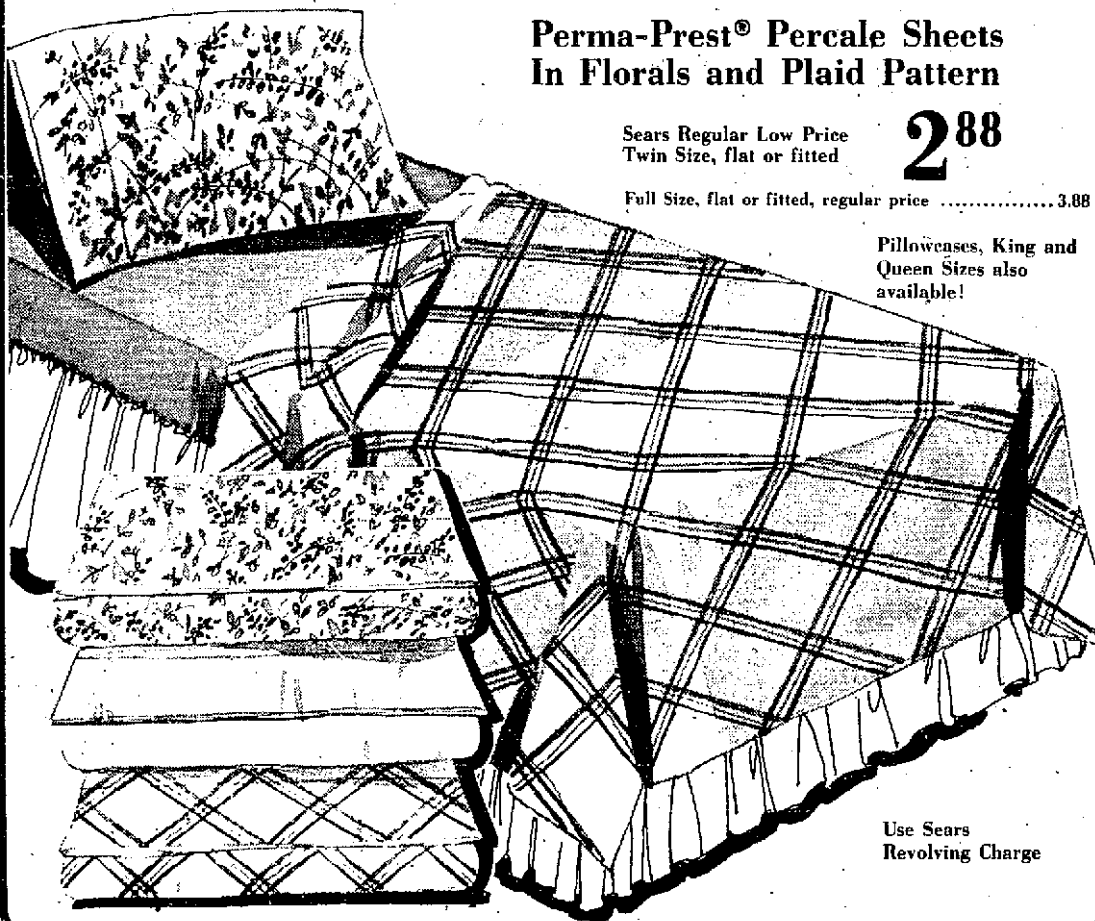 Perma-Prest® Percale Sheets
In Florals and Plaid Pattern
Sears Regular Low Price
Twin Size, flat or fitted
2 88
Full Size, flat or fitted, regular price ................ 3.88
Pillowcases, King and
Queen Sizes also
available!
Use Sears
Revolving Charge